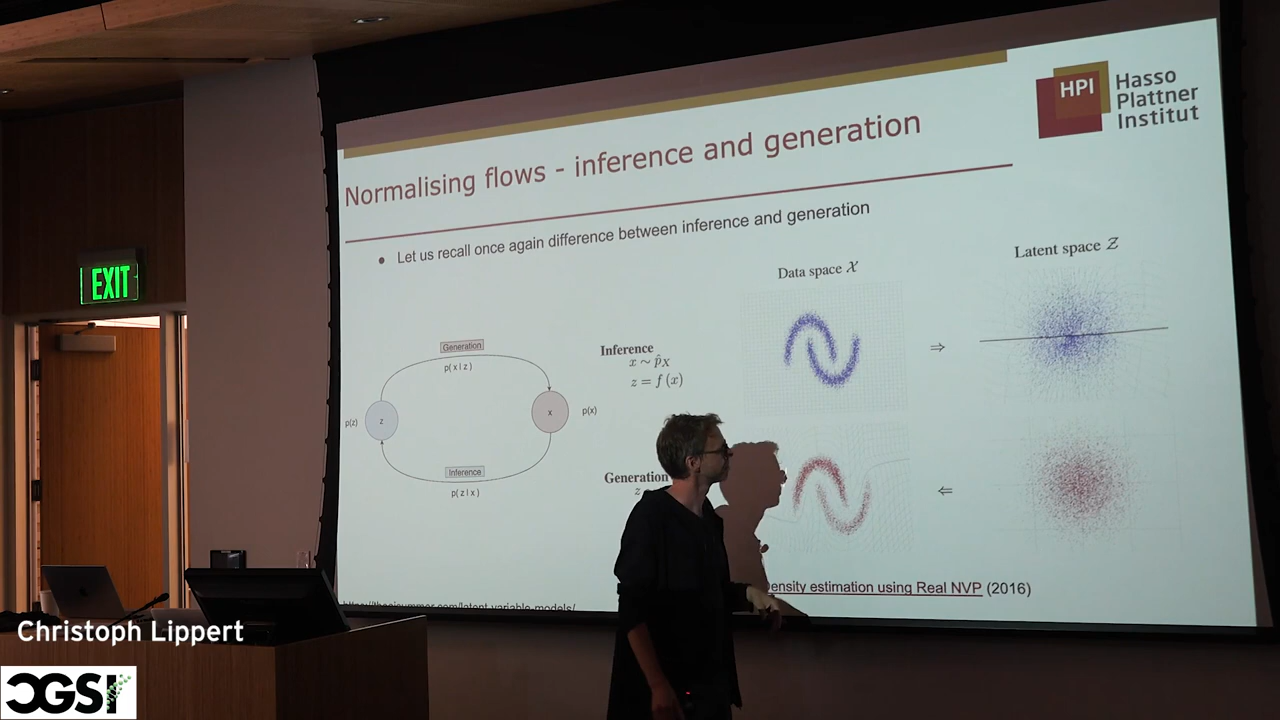 HPI Hasso
Plattner
Institut
Normalising flows - inference and generation
● Let us recall once again difference between inference and generation
Data space 𝒳
Latent space 𝒵
Generation
p( x | z )
p(z)
z
x
p(x)
Inference
p( z | x )
Inference
x ∼ p̂X
z = f (x)
⇒
Generation
z
⇐
ensity estimation using Real NVP (2016)
EXIT
Christoph Lippert
CGSI